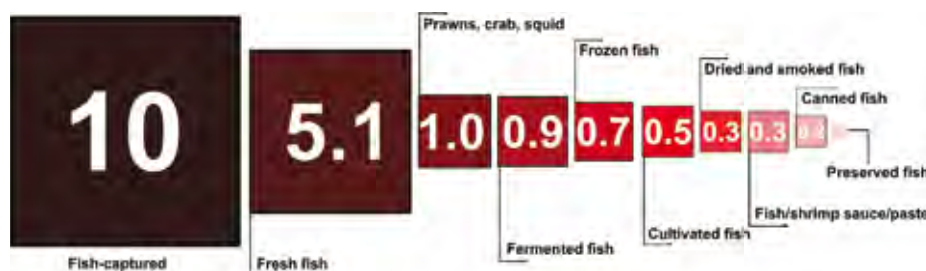 Prawns, crab, squid
Frozen fish
Dried and smoked fish
Canned fish
10
5.1
1.0
0.9
0.7
0.5
0.3
0.3
Preserved fish
Fish/shrimp sauce/paste
Cultivated fish
Fermented fish
Fish-captured
Fresh fish